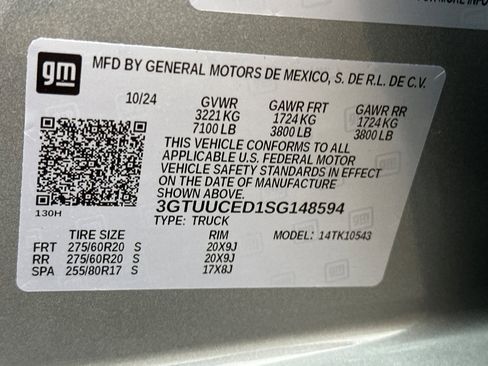 FOR MORE INFOR
gm
MFD BY GENERAL MOTORS DE MEXICO, S. DE R.L. DE C.V.
10/24 GVWR GAWR FRT GAWR RR
3221 KG 1724 KG 1724 KG
7100 LB 3800 LB 3800 LB
THIS VEHICLE CONFORMS TO ALL
APPLICABLE U.S. FEDERAL MOTOR
VEHICLE SAFETY STANDARDS IN EFFECT
ON THE DATE OF MANUFACTURE
SHOWN ABOVE.
130H 3GTUUCED1SG148594
TYPE: TRUCK
TIRE SIZE RIM MODEL: 14TK10543
FRT 275/60R20 S 20X9J
RR 275/60R20 S 20X9J
SPA 255/80R17 S 17X8J